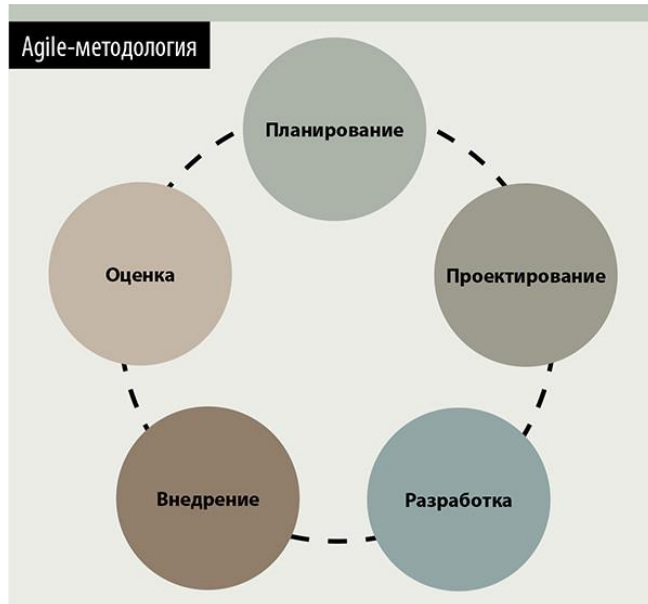 Agile-методология
Планирование
Проектирование
Разработка
Внедрение
Оценка